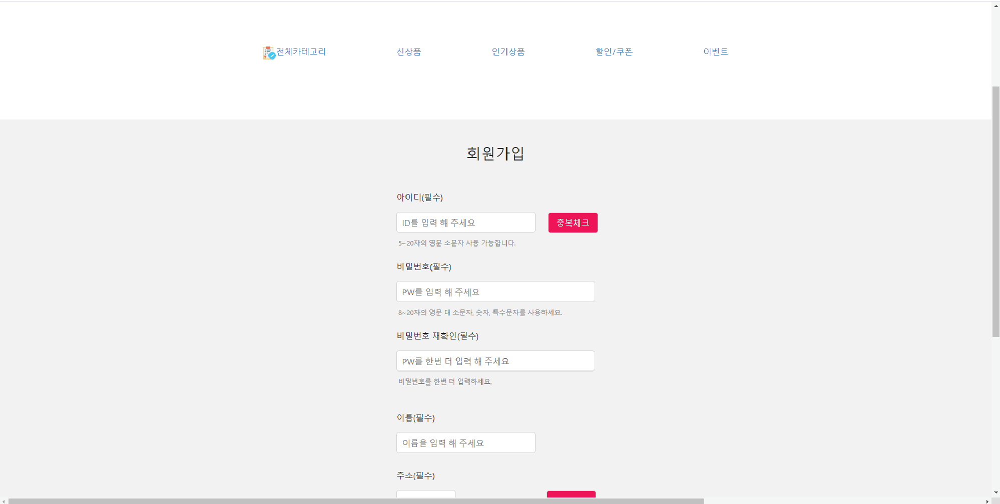 전체카테고리 신상품 인기상품 할인/쿠폰 이벤트
회원가입
아이디(필수)
ID를 입력 해 주세요 중복체크
5~20자의 영문 소문자 사용 가능합니다.
비밀번호(필수)
PW를 입력 해 주세요
8~20자의 영문 대 소문자, 숫자, 특수문자를 사용하세요.
비밀번호 재확인(필수)
PW를 한번 더 입력 해 주세요
비밀번호를 한번 더 입력하세요.
이름(필수)
이름을 입력 해 주세요
주소(필수)